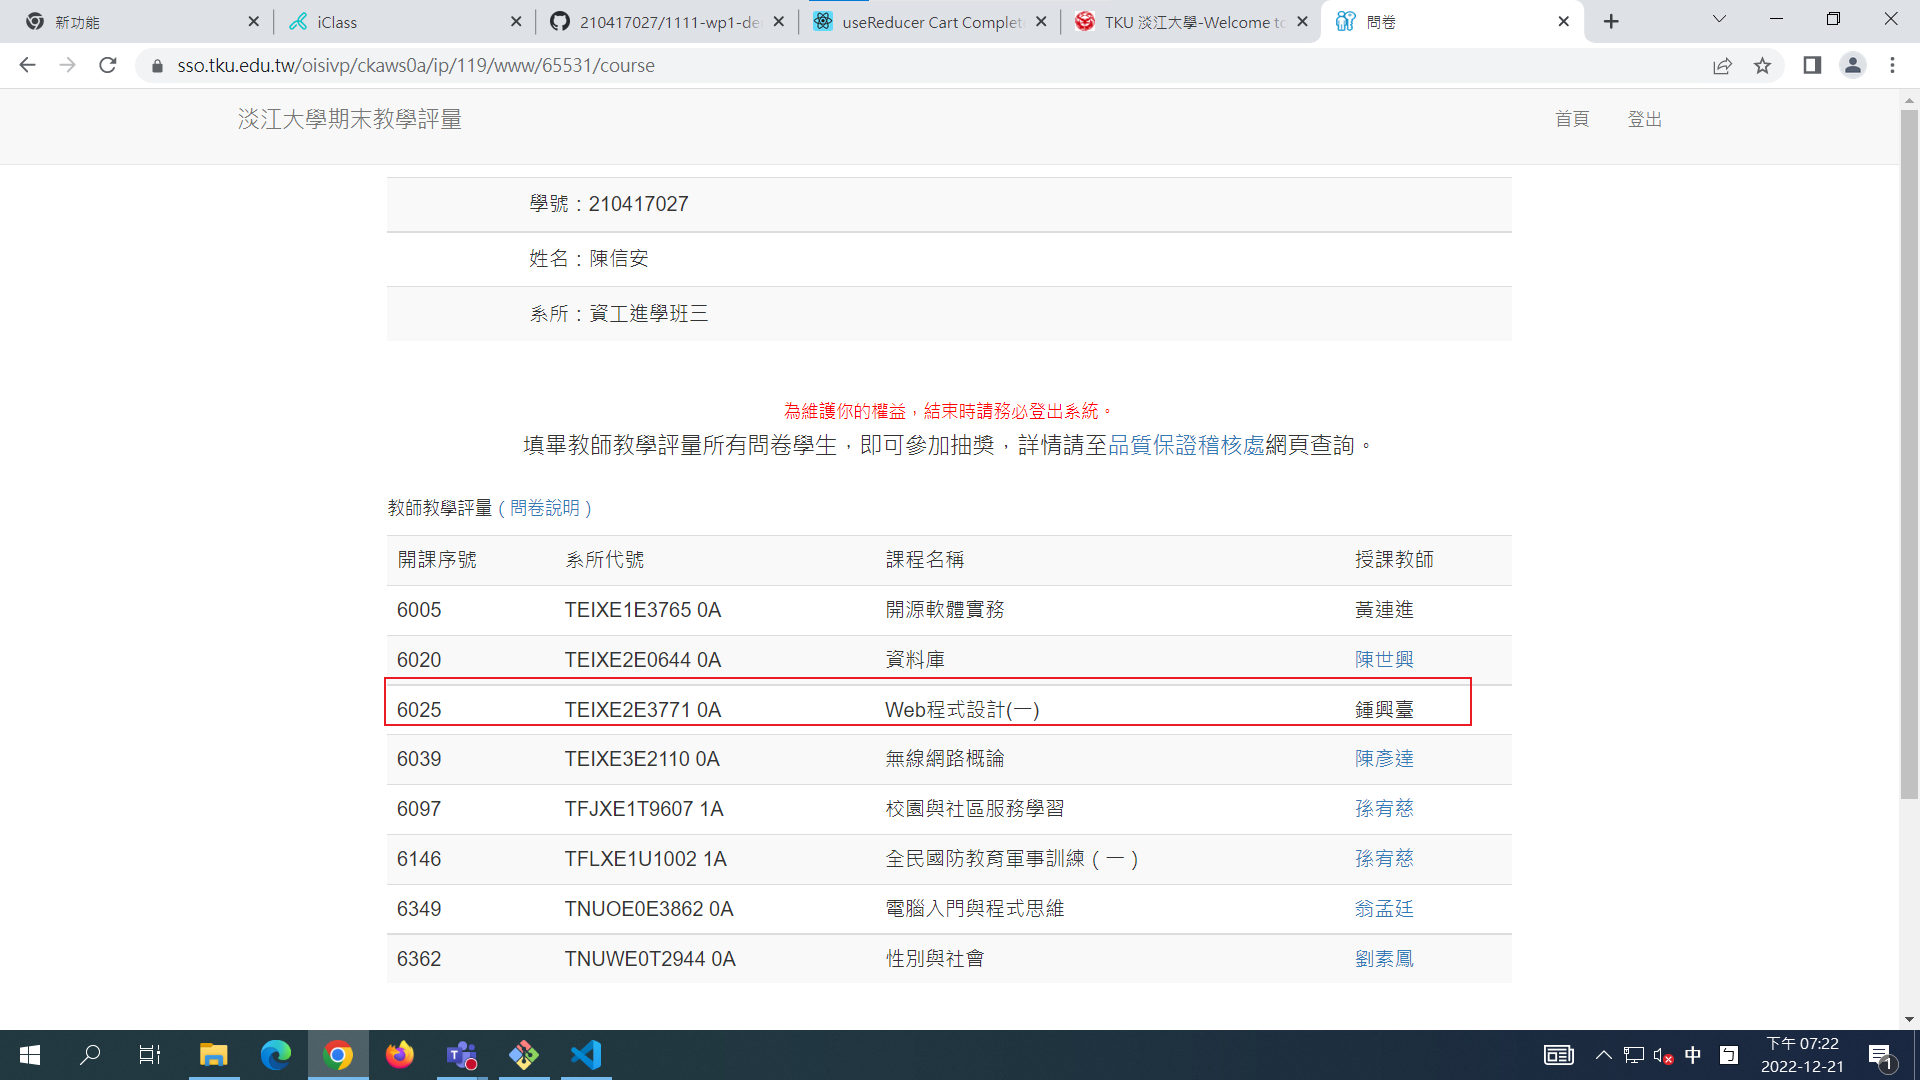 新功能
iClass
210417027/1111-wp1-de
useReducer Cart Complet
TKU 淡江大學-Welcome to
問卷
sso.tku.edu.tw/oisivp/ckaws0a/ip/119/www/65531/course
淡江大學期末教學評量
首頁
登出
學號：210417027
姓名：陳信安
系所：資工進學班三
為維護你的權益，結束時請務必登出系統。
填畢教師教學評量所有問卷學生，即可參加抽獎，詳情請至品質保證稽核處網頁查詢。
教師教學評量（問卷說明）
開課序號 系所代號 課程名稱 授課教師
6005 TEIXE1E3765 0A 開源軟體實務 黃連進
6020 TEIXE2E0644 0A 資料庫 陳世興
6025 TEIXE2E3771 0A Web程式設計(一) 鍾興臺
6039 TEIXE3E2110 0A 無線網路概論 陳彥達
6097 TFJXE1T9607 1A 校園與社區服務學習 孫宥慈
6146 TFLXE1U1002 1A 全民國防教育軍事訓練（一） 孫宥慈
6349 TNUOE0E3862 0A 電腦入門與程式思維 翁孟廷
6362 TNUWE0T2944 0A 性別與社會 劉素鳳
中
下午 07:22
2022-12-21
1